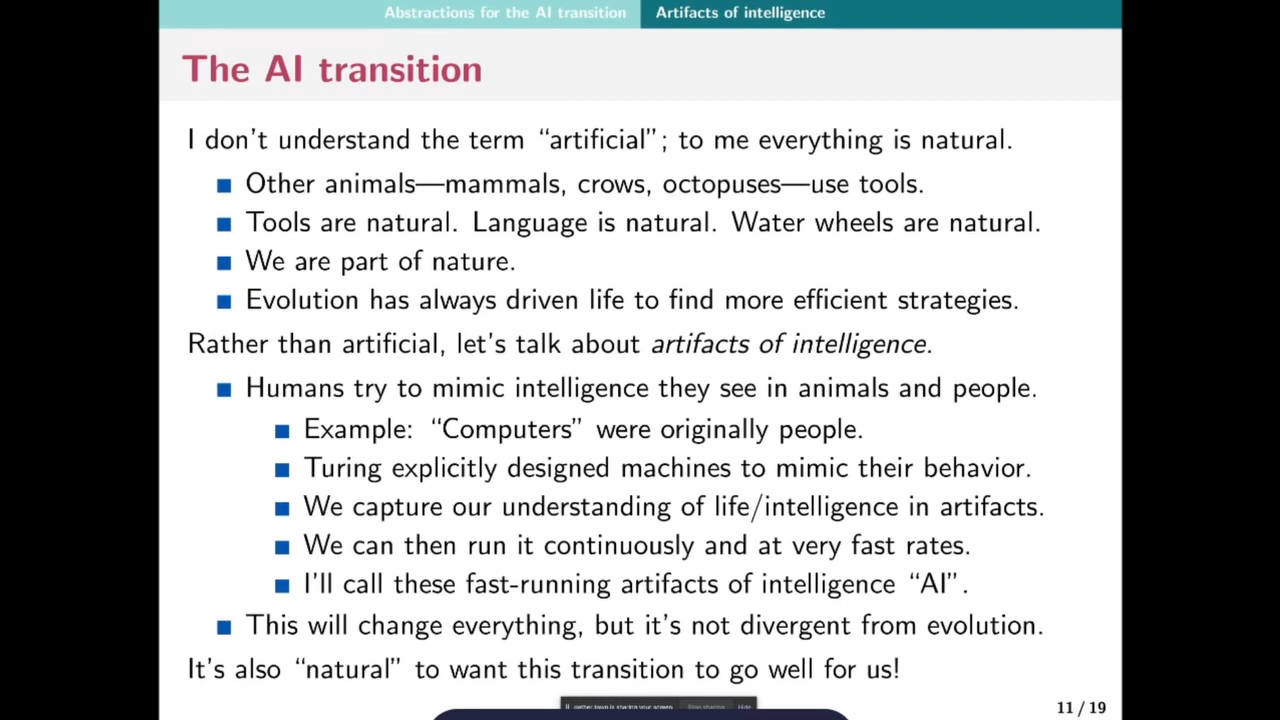 Abstractions for the AI transition Artifacts of intelligence
The AI transition
I don't understand the term “artificial”; to me everything is natural.
Other animals—mammals, crows, octopuses—use tools.
Tools are natural. Language is natural. Water wheels are natural.
We are part of nature.
Evolution has always driven life to find more efficient strategies.
Rather than artificial, let's talk about artifacts of intelligence.
Humans try to mimic intelligence they see in animals and people.
Example: “Computers” were originally people.
Turing explicitly designed machines to mimic their behavior.
We capture our understanding of life/intelligence in artifacts.
We can then run it continuously and at very fast rates.
I'll call these fast-running artifacts of intelligence “AI”.
This will change everything, but it's not divergent from evolution.
It's also “natural” to want this transition to go well for us!
is sharing your screen. Stop sharing Hide
11 / 19